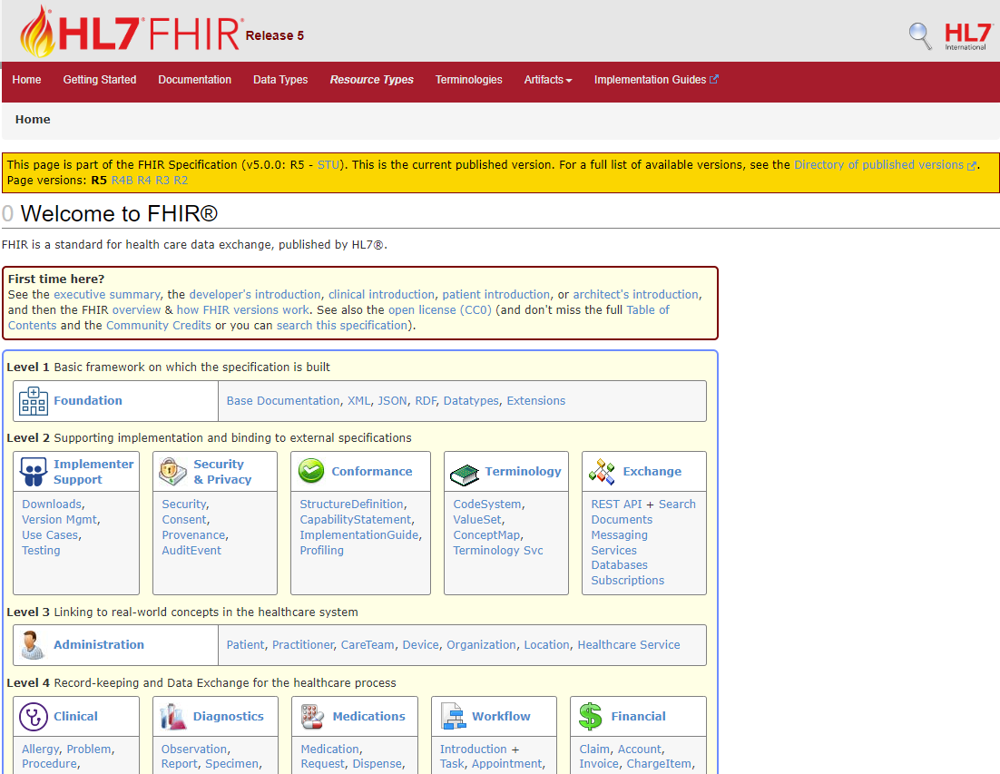 HL7® FHIR® Release 5
HL7
International
Home Getting Started Documentation Data Types Resource Types Terminologies Artifacts Implementation Guides
Home
This page is part of the FHIR Specification (v5.0.0: R5 - STU). This is the current published version. For a full list of available versions, see the Directory of published versions.
Page versions: R5 R4B R4 R3 R2
0 Welcome to FHIR®
FHIR is a standard for health care data exchange, published by HL7®.
First time here?
See the executive summary, the developer's introduction, clinical introduction, patient introduction, or architect's introduction,
and then the FHIR overview & how FHIR versions work. See also the open license (CC0) (and don't miss the full Table of
Contents and the Community Credits or you can search this specification).
Level 1 Basic framework on which the specification is built
Foundation
Base Documentation, XML, JSON, RDF, Datatypes, Extensions
Level 2 Supporting implementation and binding to external specifications
Implementer
Support
Downloads,
Version Mgmt,
Use Cases,
Testing
Security
& Privacy
Security,
Consent,
Provenance,
AuditEvent
Conformance
StructureDefinition,
CapabilityStatement,
ImplementationGuide,
Profiling
Terminology
CodeSystem,
ValueSet,
ConceptMap,
Terminology Svc
Exchange
REST API + Search
Documents
Messaging
Services
Databases
Subscriptions
Level 3 Linking to real-world concepts in the healthcare system
Administration
Patient, Practitioner, CareTeam, Device, Organization, Location, Healthcare Service
Level 4 Record-keeping and Data Exchange for the healthcare process
Clinical
Allergy, Problem,
Procedure,
Diagnostics
Observation,
Report, Specimen,
Medications
Medication,
Request, Dispense,
Workflow
Introduction +
Task, Appointment,
Financial
Claim, Account,
Invoice, ChargeItem,